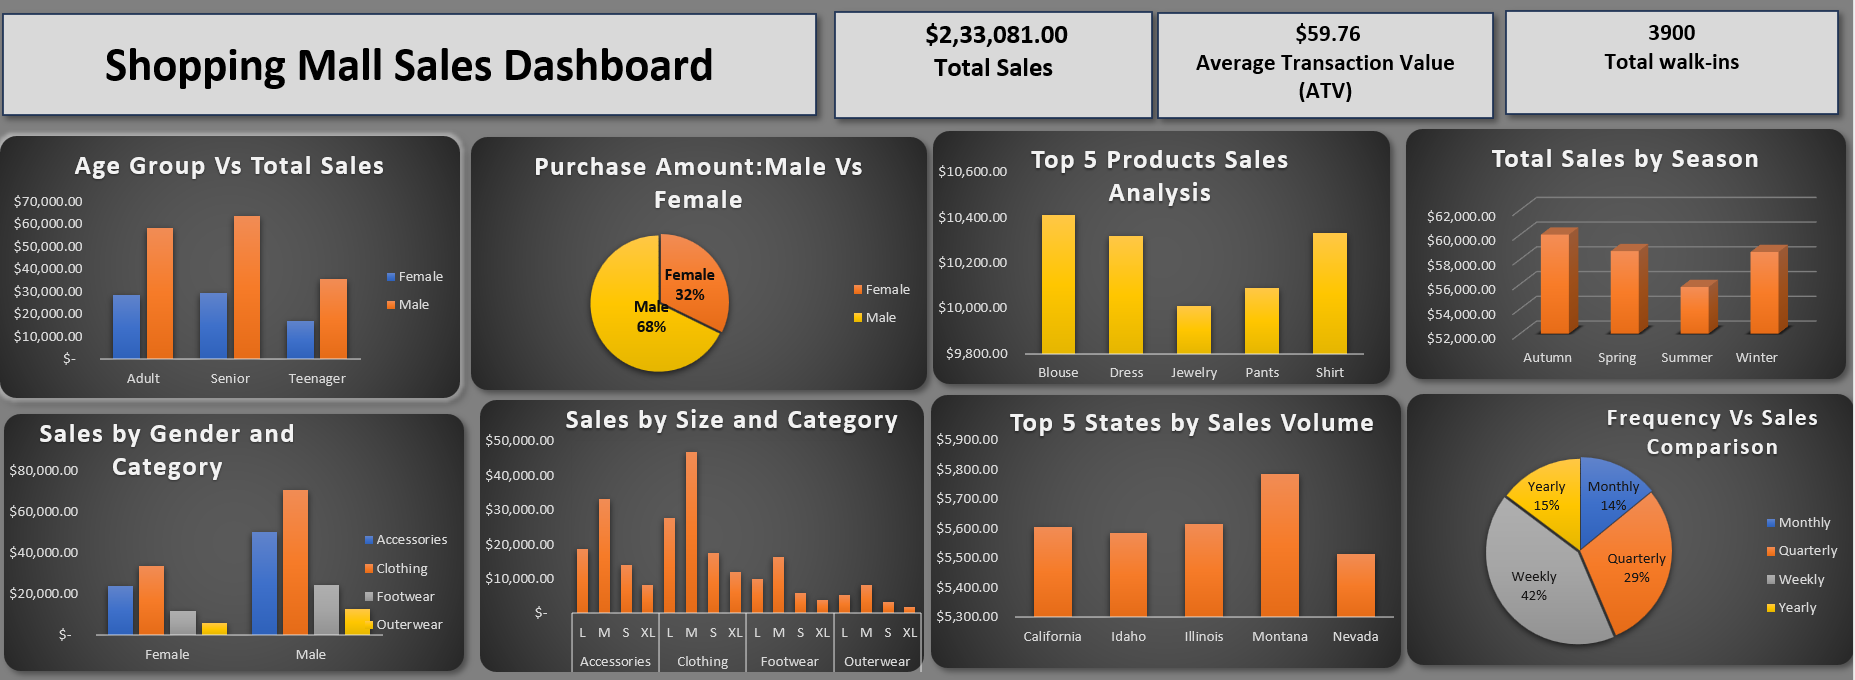 Shopping Mall Sales Dashboard
$2,33,081.00
Total Sales
$59.76
Average Transaction Value
(ATV)
3900
Total walk-ins
Age Group Vs Total Sales
$70,000.00
$60,000.00
$50,000.00
$40,000.00
$30,000.00
$20,000.00
$10,000.00
$-
Adult
Senior
Teenager
Female
Male
Purchase Amount:Male Vs
Female
Female
32%
Male
68%
Female
Male
Top 5 Products Sales
Analysis
$10,600.00
$10,400.00
$10,200.00
$10,000.00
$9,800.00
Blouse
Dress
Jewelry
Pants
Shirt
Total Sales by Season
$62,000.00
$60,000.00
$58,000.00
$56,000.00
$54,000.00
$52,000.00
Autumn
Spring
Summer
Winter
Sales by Gender and
Category
$80,000.00
$60,000.00
$40,000.00
$20,000.00
$-
Female
Male
Accessories
Clothing
Footwear
Outerwear
Sales by Size and Category
$50,000.00
$40,000.00
$30,000.00
$20,000.00
$10,000.00
$-
L M S XL L M S XL L M S XL L M S XL
Accessories
Clothing
Footwear
Outerwear
Top 5 States by Sales Volume
$5,900.00
$5,800.00
$5,700.00
$5,600.00
$5,500.00
$5,400.00
$5,300.00
California
Idaho
Illinois
Montana
Nevada
Frequency Vs Sales
Comparison
Yearly
15%
Monthly
14%
Quarterly
29%
Weekly
42%
Monthly
Quarterly
Weekly
Yearly